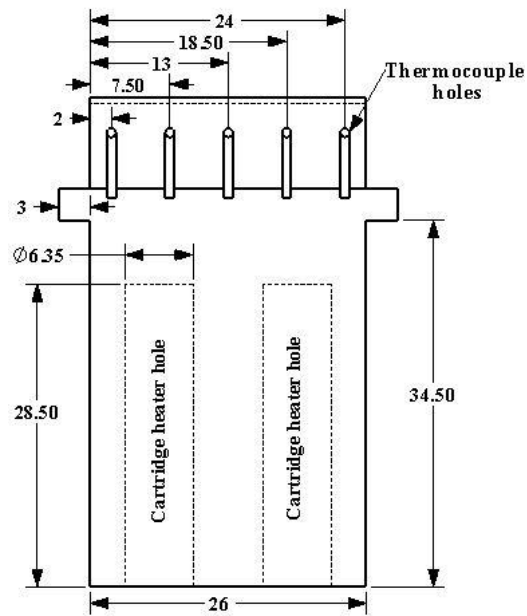 24
18.50
13
7.50
2
Thermocouple
holes
3
Ø6.35
Cartridge heater hole
Cartridge heater hole
28.50
34.50
26